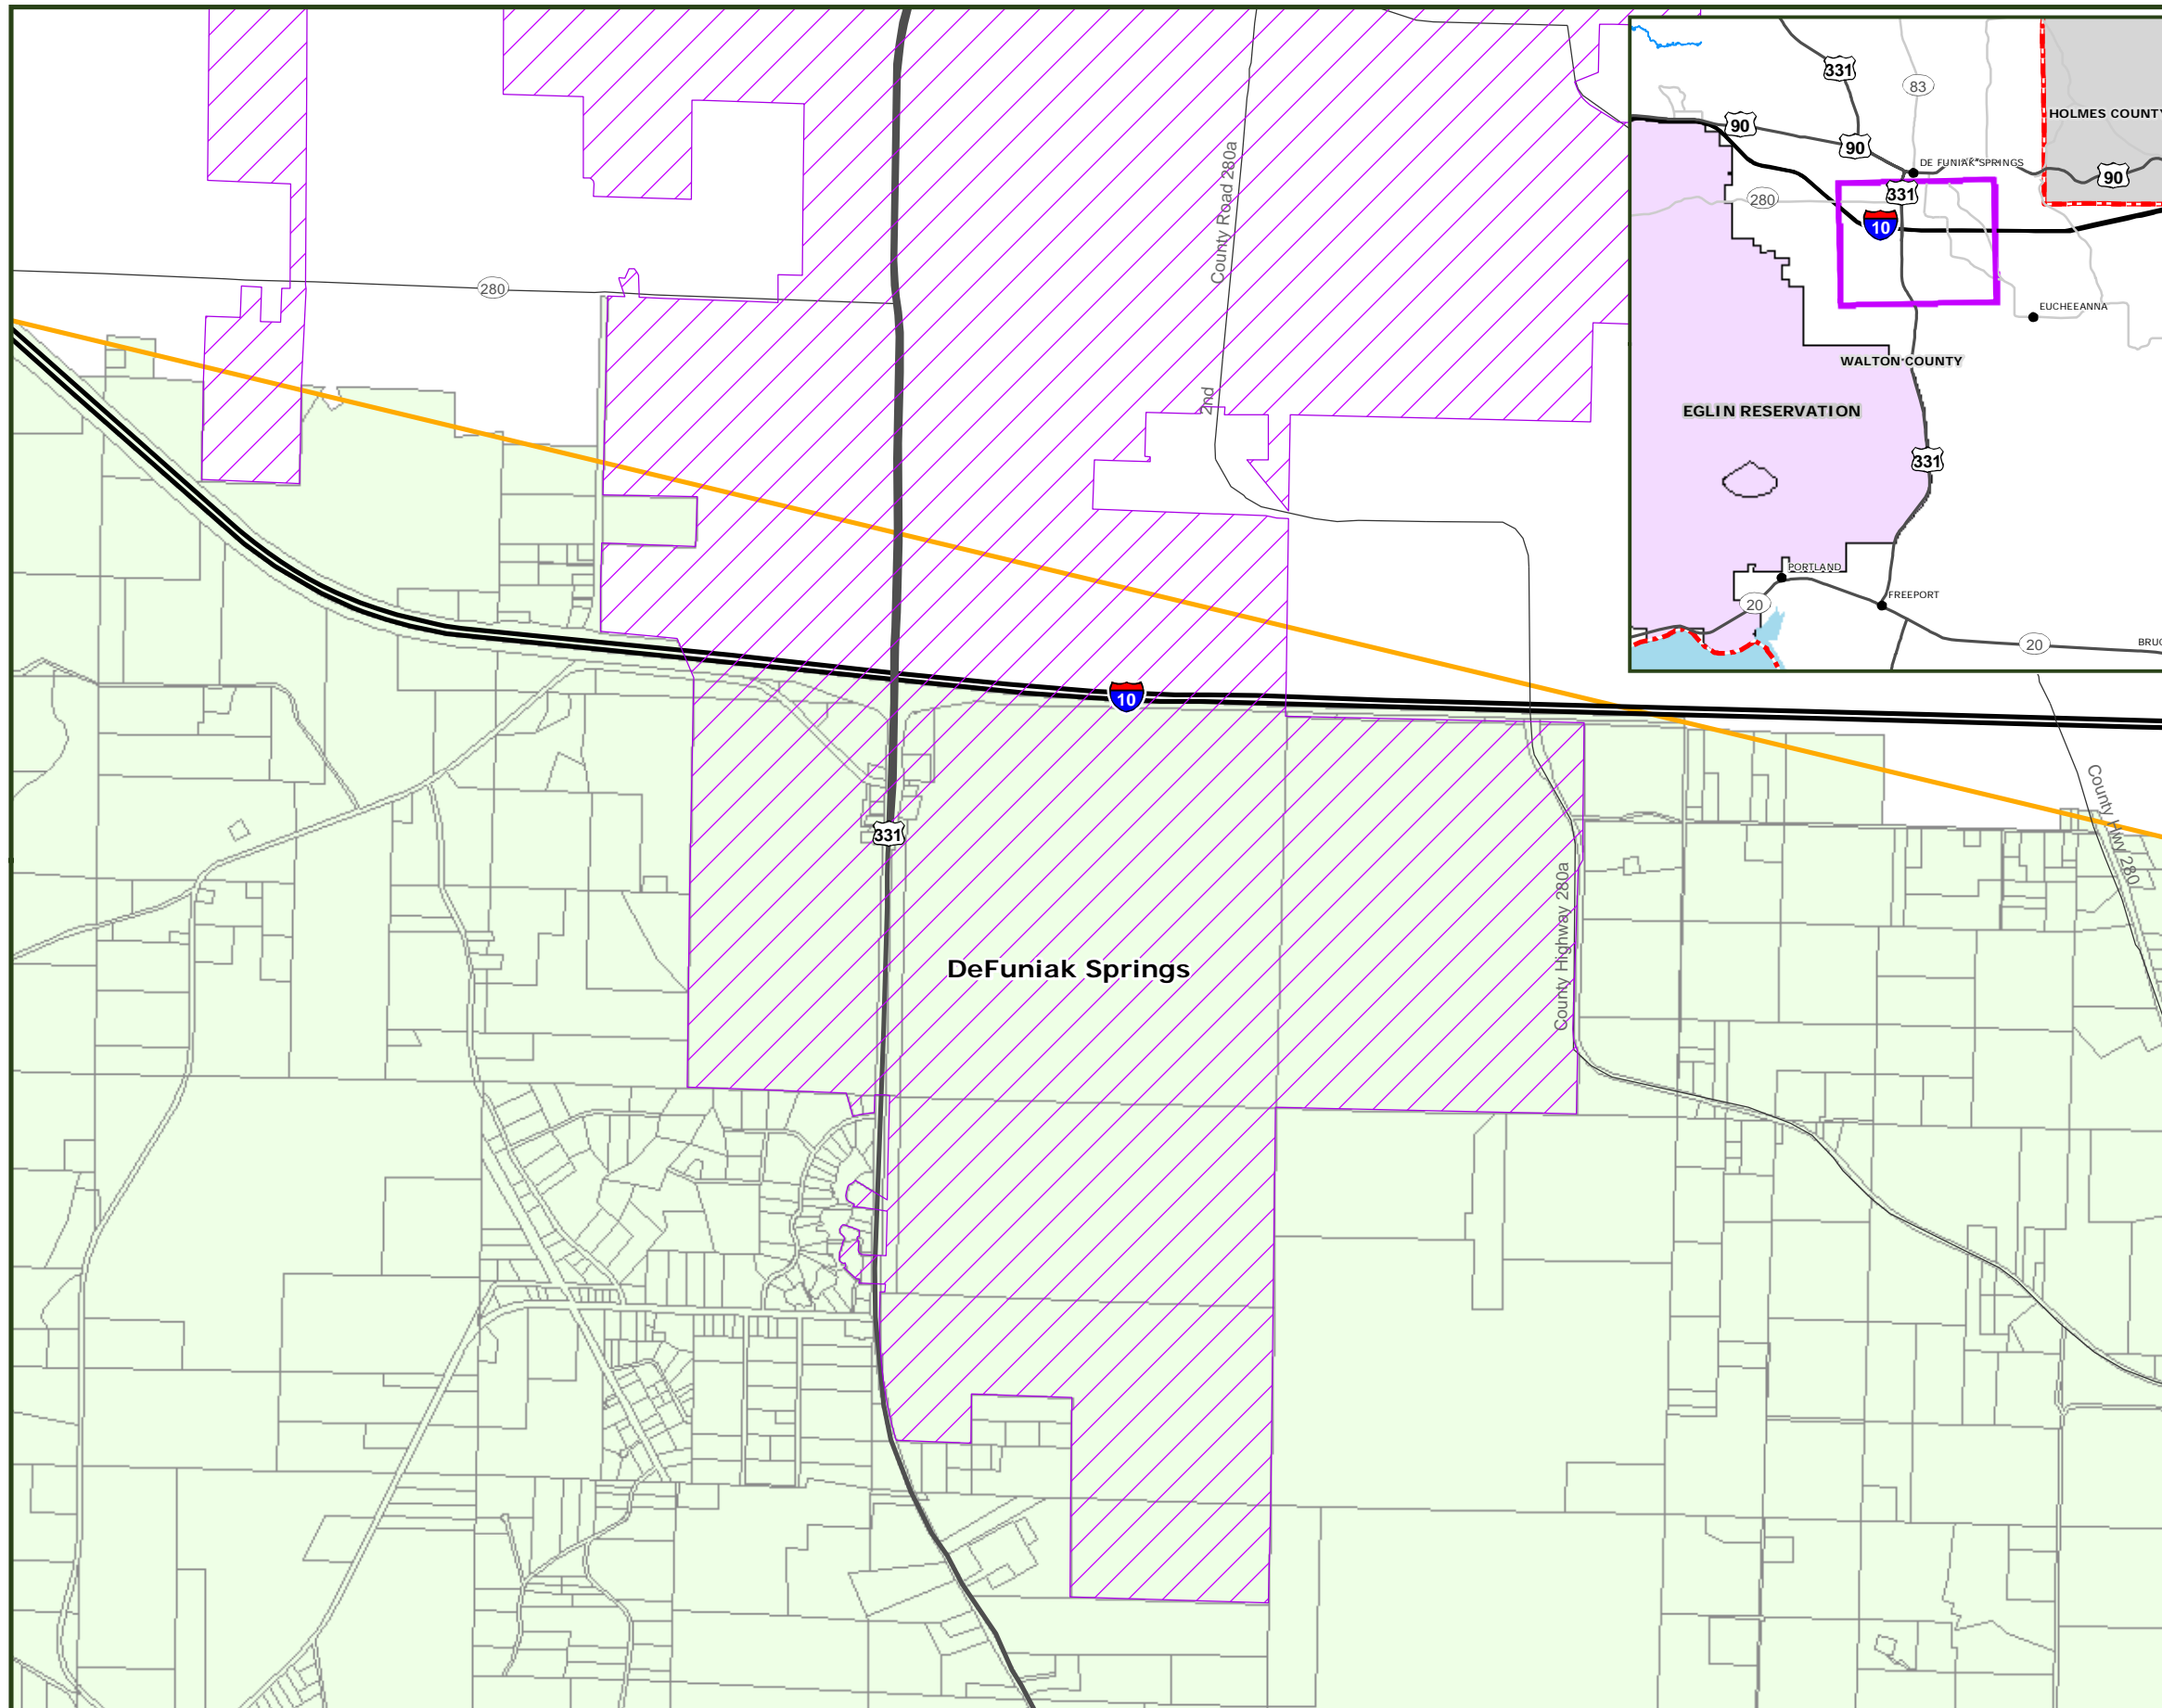 280
County Road 280a
2nd
10
331
DeFuniak Springs
County Highway 280a
County Hwy 280
331
83
HOLMES COUNTY
90
90
DE FUNIAK SPRINGS
90
280
331
10
EUCHEEANNA
WALTON COUNTY
EGLIN RESERVATION
331
PORTLAND
20
FREEPORT
20